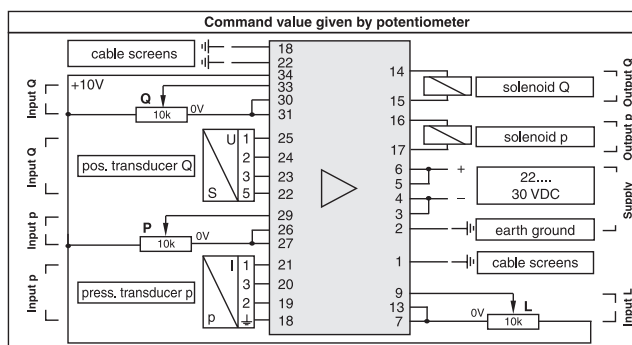 Command value given by potentiometer
cable screens
18
22
34
+10V
33
Input Q
Q
10k
0V
30
31
Input Q
pos. transducer Q
U
S
1
2
3
5
25
24
23
22
Input p
P
10k
0V
29
26
27
Input p
press. transducer p
I
p
1
3
2
21
20
19
18
14
15
solenoid Q
Output Q
16
17
solenoid p
Output p
6
5
+
4
3
–
22....
30 VDC
Supply
2
earth ground
1
cable screens
9
13
7
0V
L
10k
Input L